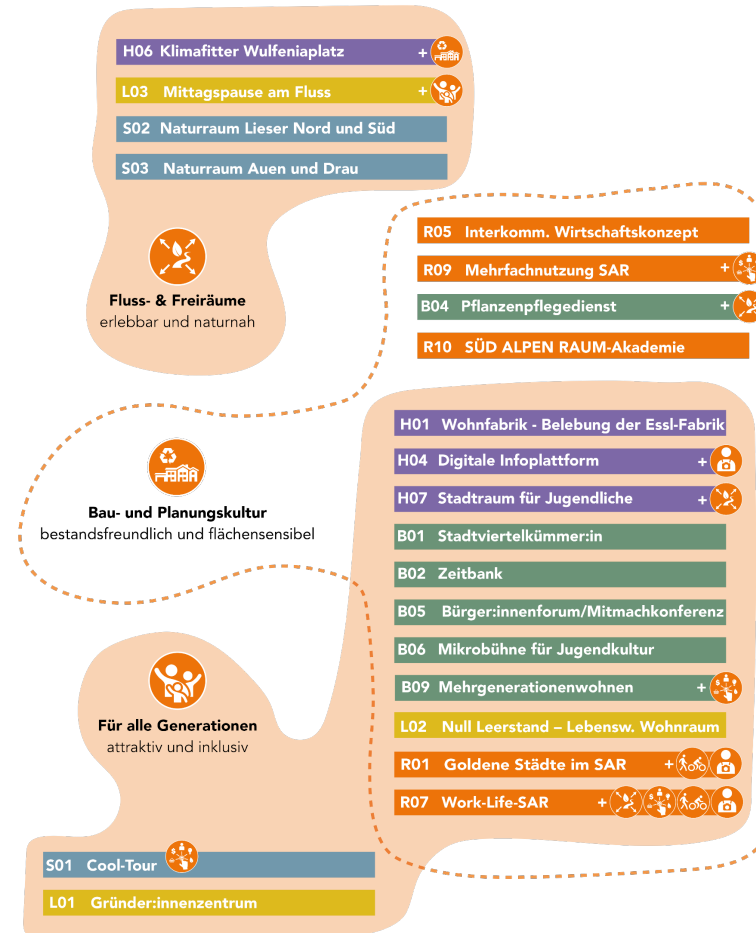 H06 Klimafitter Wulfeniaplatz +
L03 Mittagspause am Fluss +
S02 Naturraum Lieser Nord und Süd
S03 Naturraum Auen und Drau
Fluss- & Freiräume
erlebbar und naturnah
R05 Interkomm. Wirtschaftskonzept
R09 Mehrfachnutzung SAR +
B04 Pflanzenpflegedienst +
R10 SÜD ALPEN RAUM-Akademie
Bau- und Planungskultur
bestandsfreundlich und flächensensibel
H01 Wohnfabrik - Belebung der Essl-Fabrik
H04 Digitale Infoplattform +
H07 Stadtraum für Jugendliche +
B01 Stadtviertelkümmer:in
B02 Zeitbank
B05 Bürger:innenforum/Mitmachkonferenz
B06 Mikrobühne für Jugendkultur
B09 Mehrgenerationenwohnen +
L02 Null Leerstand – Lebensw. Wohnraum
R01 Goldene Städte im SAR +
R07 Work-Life-SAR +
Für alle Generationen
attraktiv und inklusiv
S01 Cool-Tour
L01 Gründer:innenzentrum